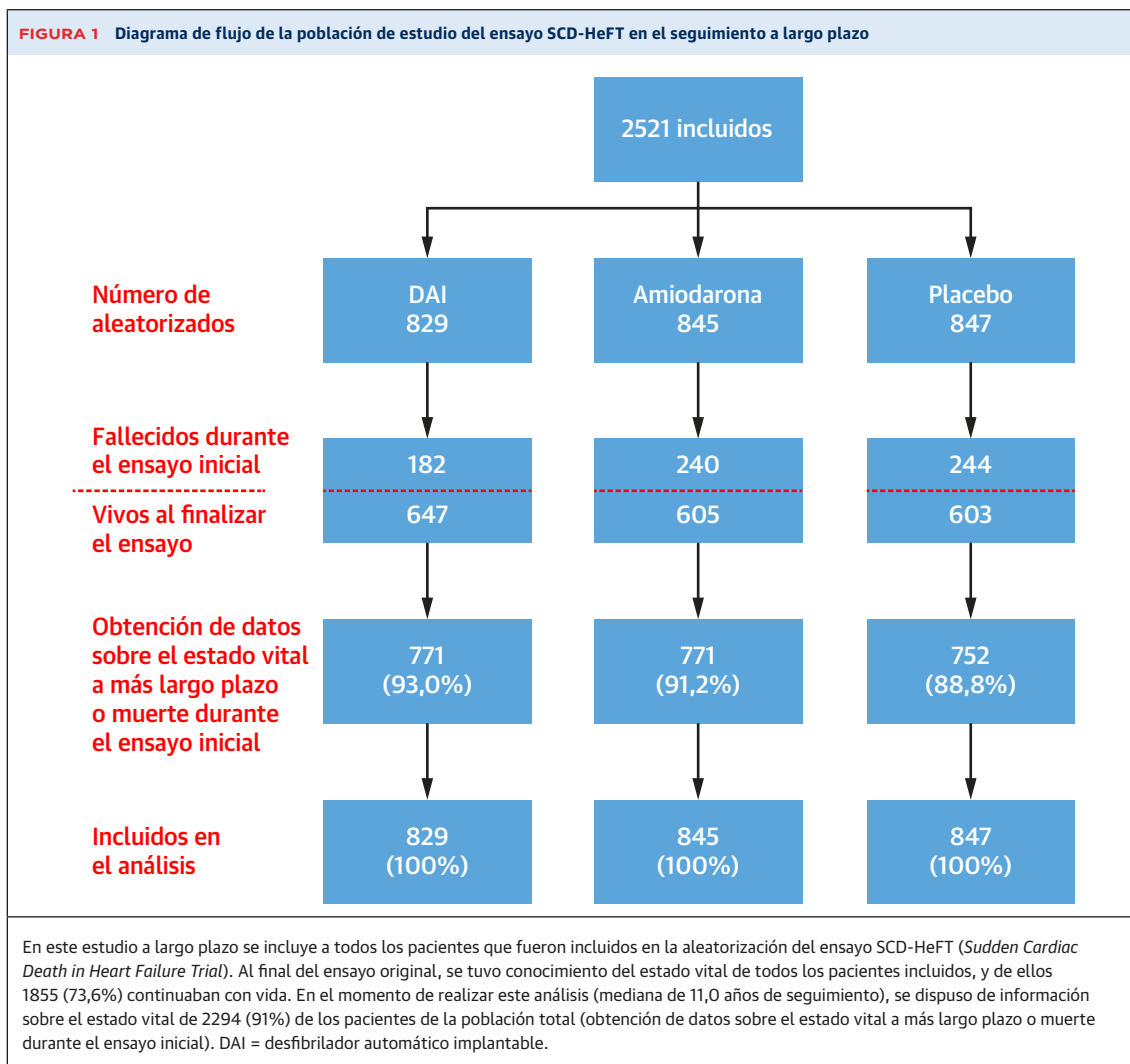 FIGURA 1 Diagrama de flujo de la población de estudio del ensayo SCD-HeFT en el seguimiento a largo plazo
2521 incluidos
Número de
aleatorizados
DAI
829
Amiodarona
845
Placebo
847
Fallecidos durante
el ensayo inicial
182
240
244
Vivos al finalizar
el ensayo
647
605
603
Obtención de datos
sobre el estado vital
a más largo plazo
o muerte durante
el ensayo inicial
771
(93,0%)
771
(91,2%)
752
(88,8%)
Incluidos en
el análisis
829
(100%)
845
(100%)
847
(100%)
En este estudio a largo plazo se incluye a todos los pacientes que fueron incluidos en la aleatorización del ensayo SCD-HeFT (Sudden Cardiac
Death in Heart Failure Trial). Al final del ensayo original, se tuvo conocimiento del estado vital de todos los pacientes incluidos, y de ellos
1855 (73,6%) continuaban con vida. En el momento de realizar este análisis (mediana de 11,0 años de seguimiento), se dispuso de información
sobre el estado vital de 2294 (91%) de los pacientes de la población total (obtención de datos sobre el estado vital a más largo plazo o muerte
durante el ensayo inicial). DAI = desfibrilador automático implantable.